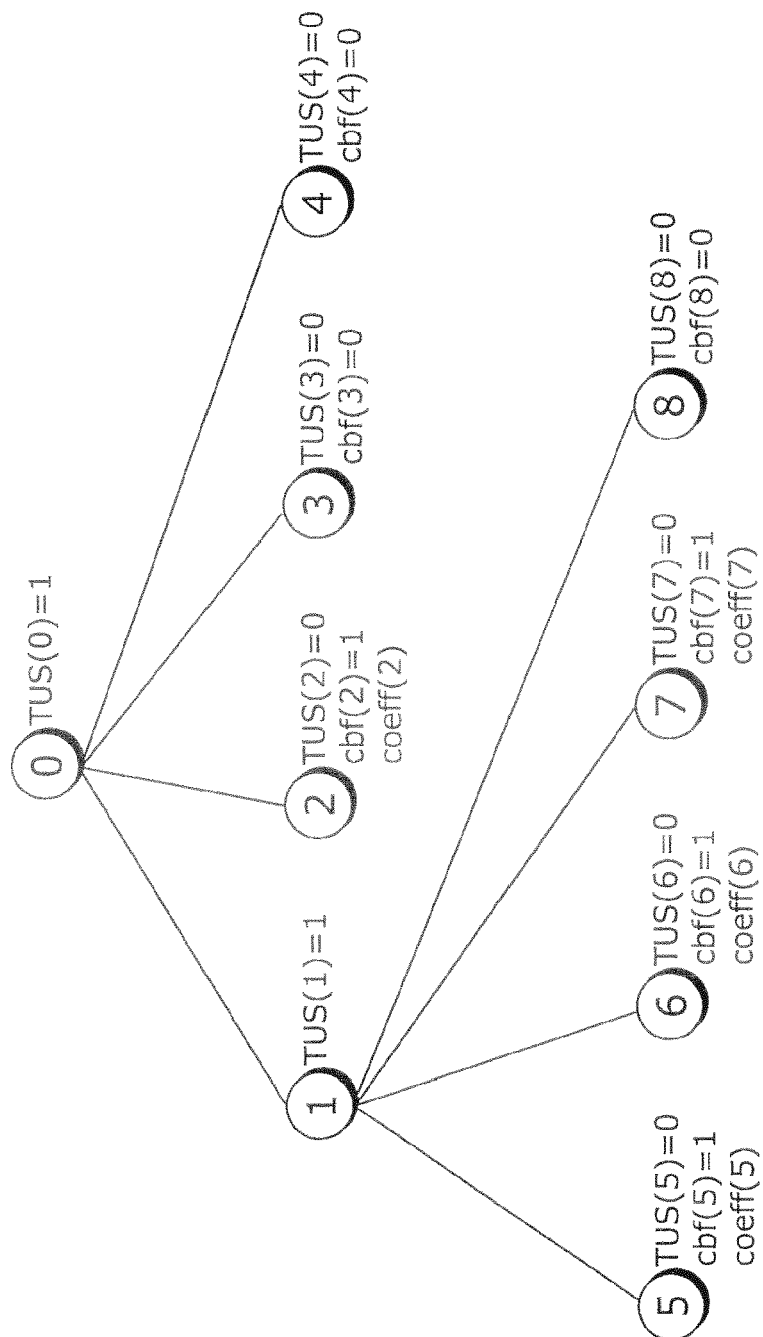 0
TUS(0)=1
1
TUS(1)=1
2
TUS(2)=0
cbf(2)=1
coeff(2)
3
TUS(3)=0
cbf(3)=0
4
TUS(4)=0
cbf(4)=0
5
TUS(5)=0
cbf(5)=1
coeff(5)
6
TUS(6)=0
cbf(6)=1
coeff(6)
7
TUS(7)=0
cbf(7)=1
coeff(7)
8
TUS(8)=0
cbf(8)=0